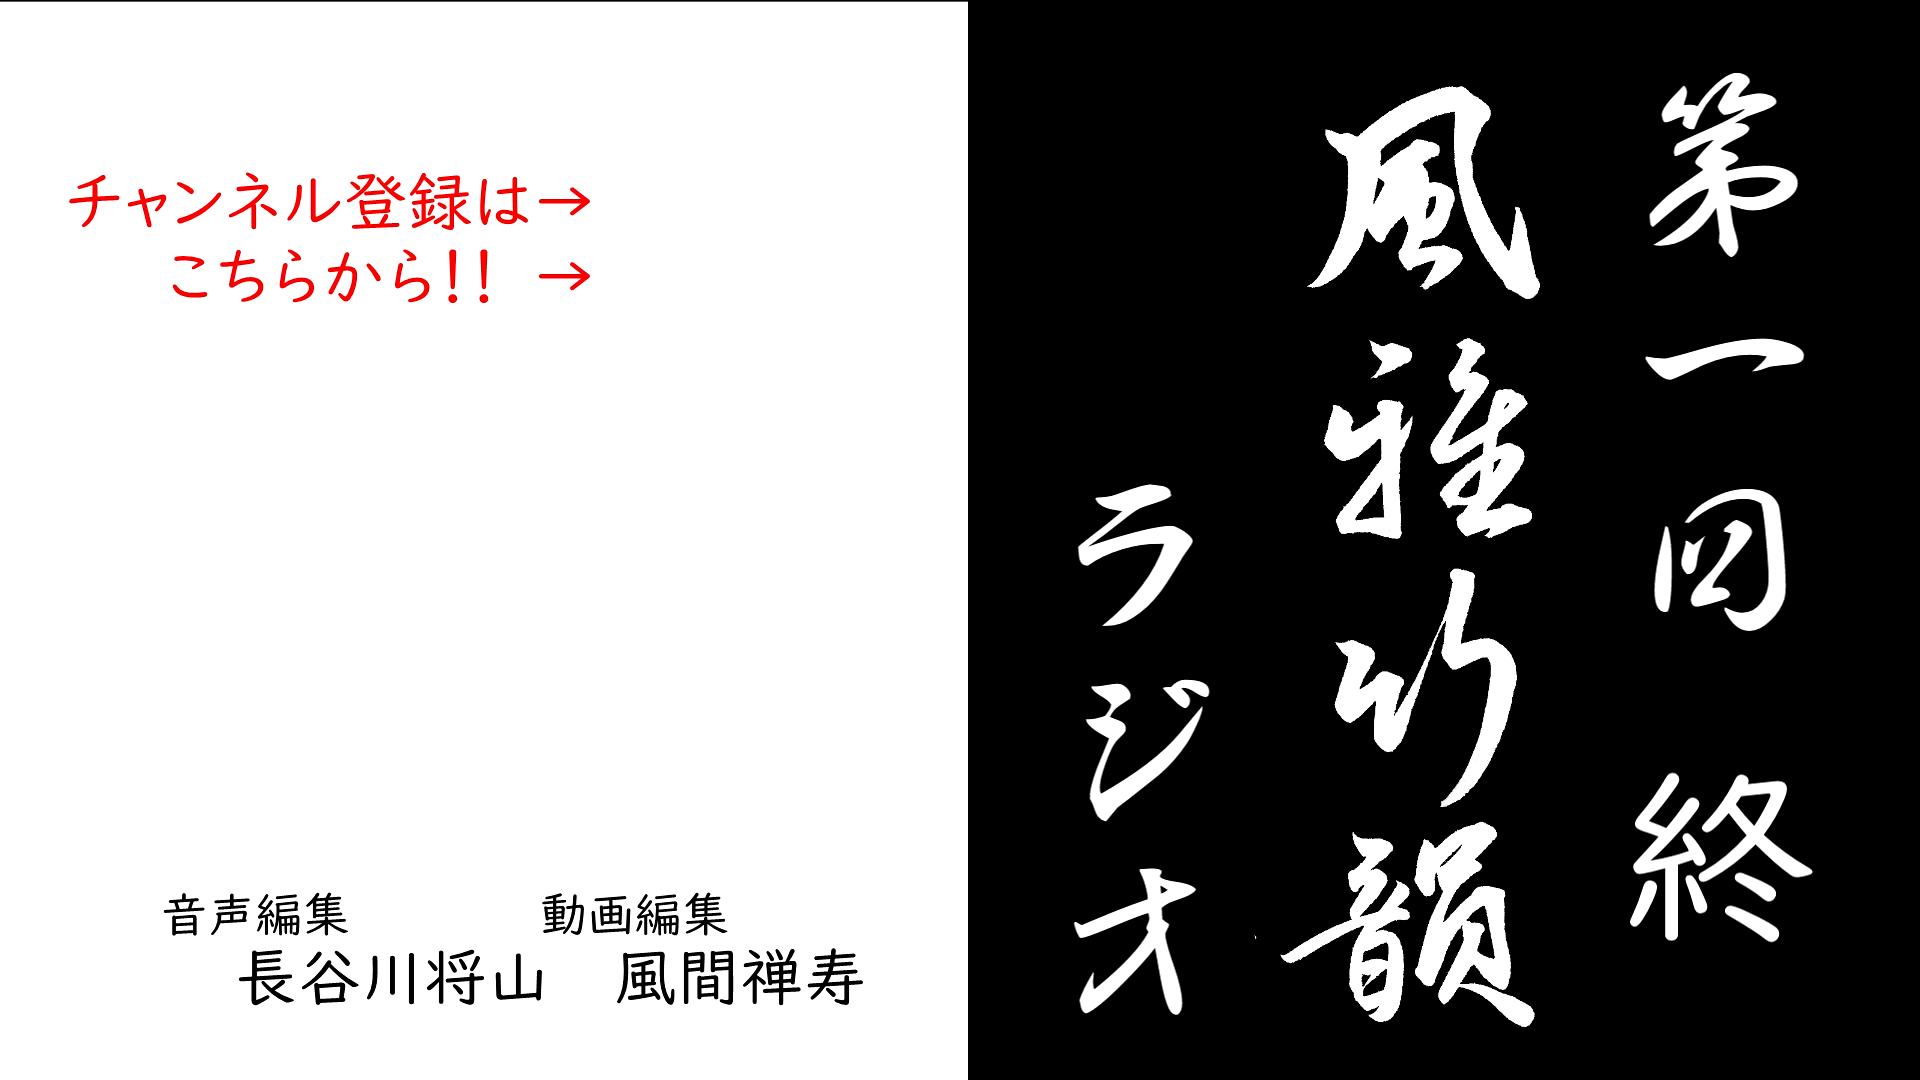 第一回 終
風雅竹韻
ラジオ
チャンネル登録は→
こちらから!! →
音声編集 動画編集
長谷川将山 風間禅寿